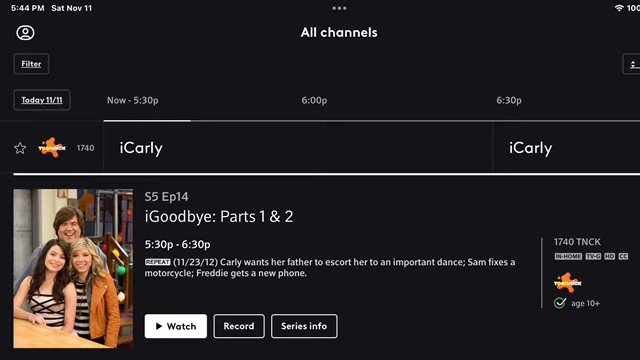 5:44 PM Sat Nov 11
100
All channels
Filter
Today 11/11
Now - 5:30p
6:00p
6:30p
TEENNICK
1740
iCarly
iCarly
S5 Ep14
iGoodbye: Parts 1 & 2
5:30p - 6:30p
REPEAT (11/23/12) Carly wants her father to escort her to an important dance; Sam fixes a
motorcycle; Freddie gets a new phone.
1740 TNCK
IN-HOME TV-G HD CC
TEENNICK
age 10+
Watch
Record
Series info